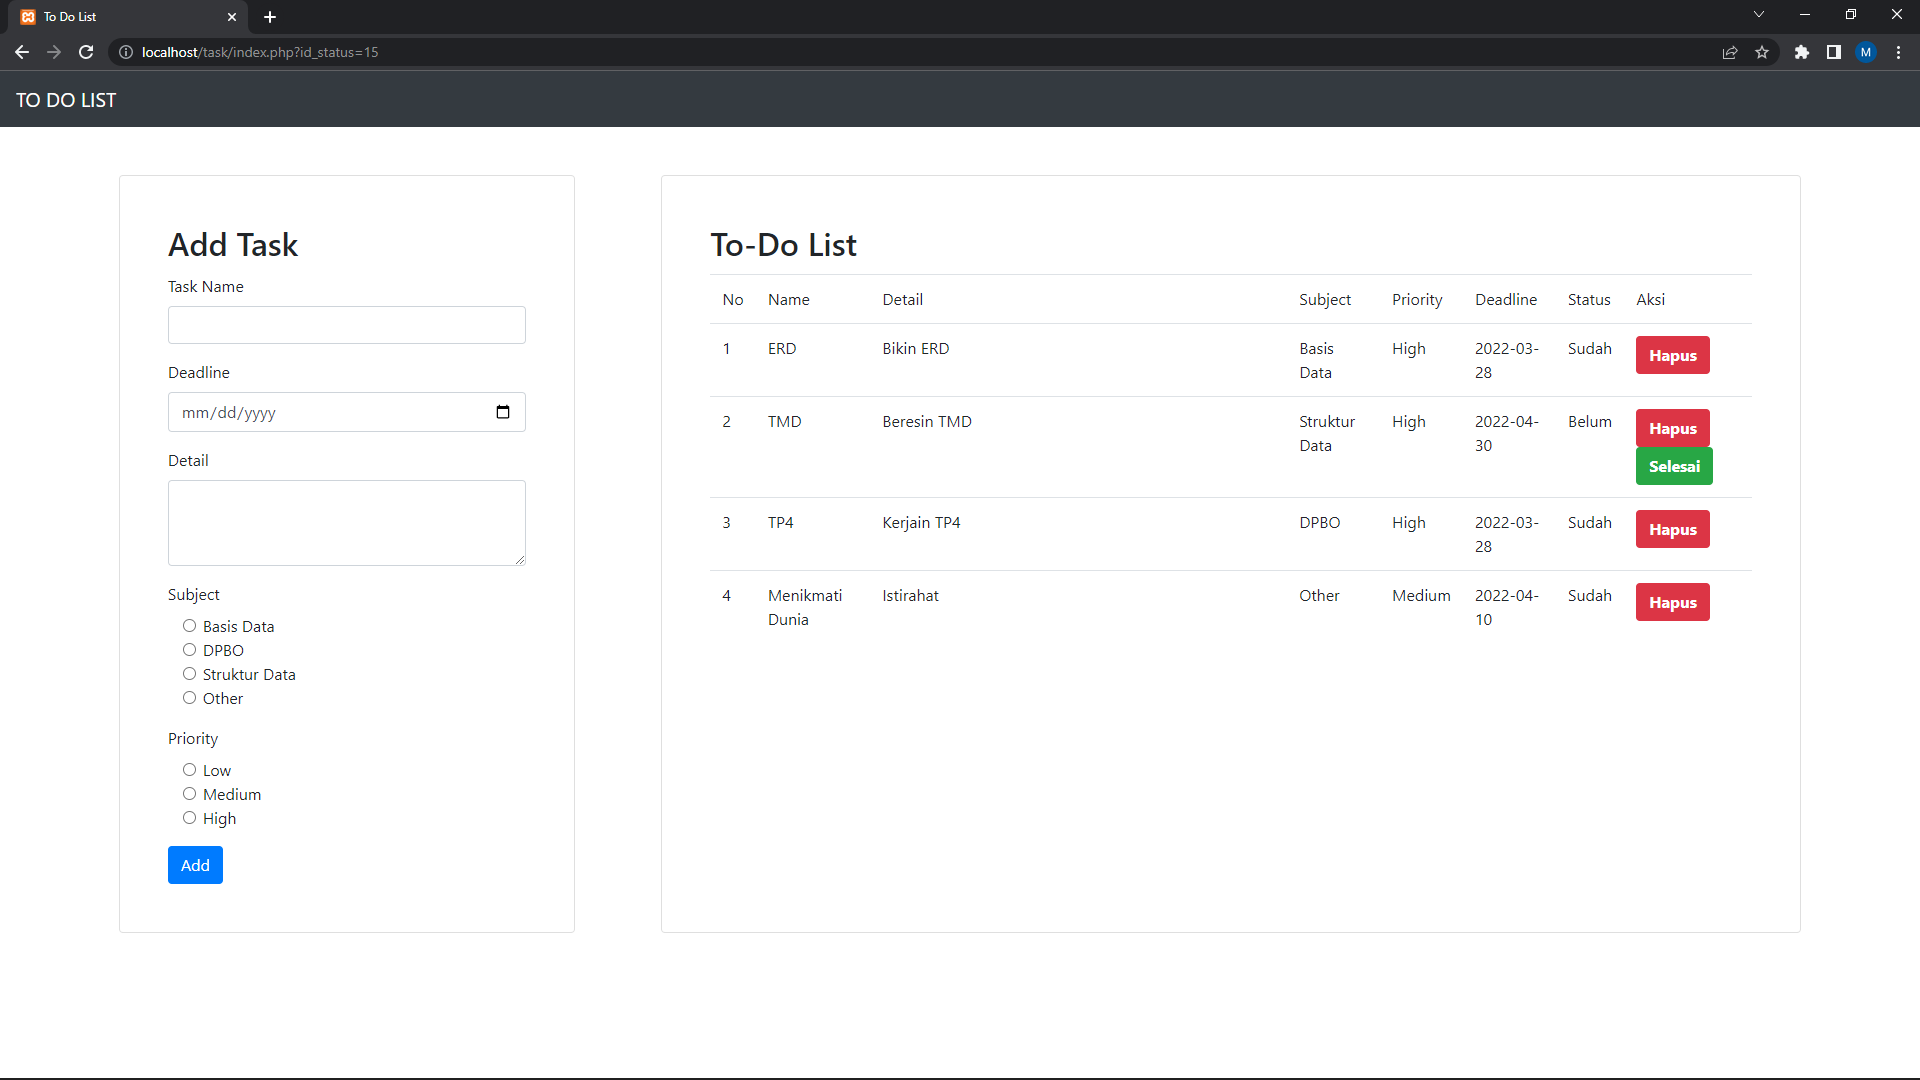 To Do List
localhost/task/index.php?id_status=15
M
TO DO LIST
Add Task
Task Name
Deadline
mm/dd/yyyy
Detail
Subject
Basis Data
DPBO
Struktur Data
Other
Priority
Low
Medium
High
Add
To-Do List
No Name Detail Subject Priority Deadline Status Aksi
1 ERD Bikin ERD Basis High 2022-03- Sudah Hapus
Data 28
2 TMD Beresin TMD Struktur High 2022-04- Belum Hapus
Data 30
Selesai
3 TP4 Kerjain TP4 DPBO High 2022-03- Sudah Hapus
28
4 Menikmati Istirahat Other Medium 2022-04- Sudah Hapus
Dunia 10